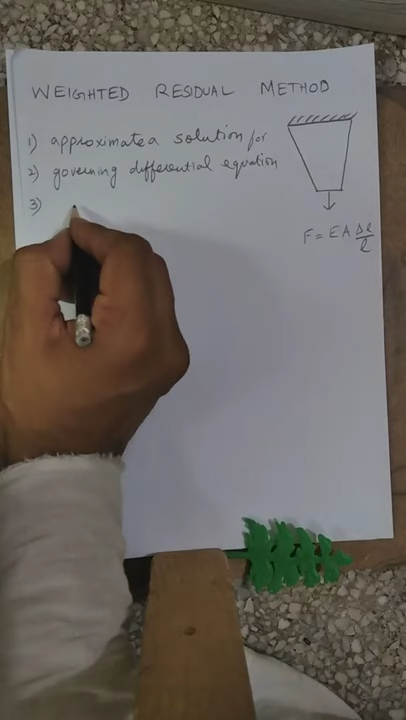 WEIGHTED RESIDUAL METHOD
1) approximate a solution for
2) governing differential equation
3)
F = EA Δl/l